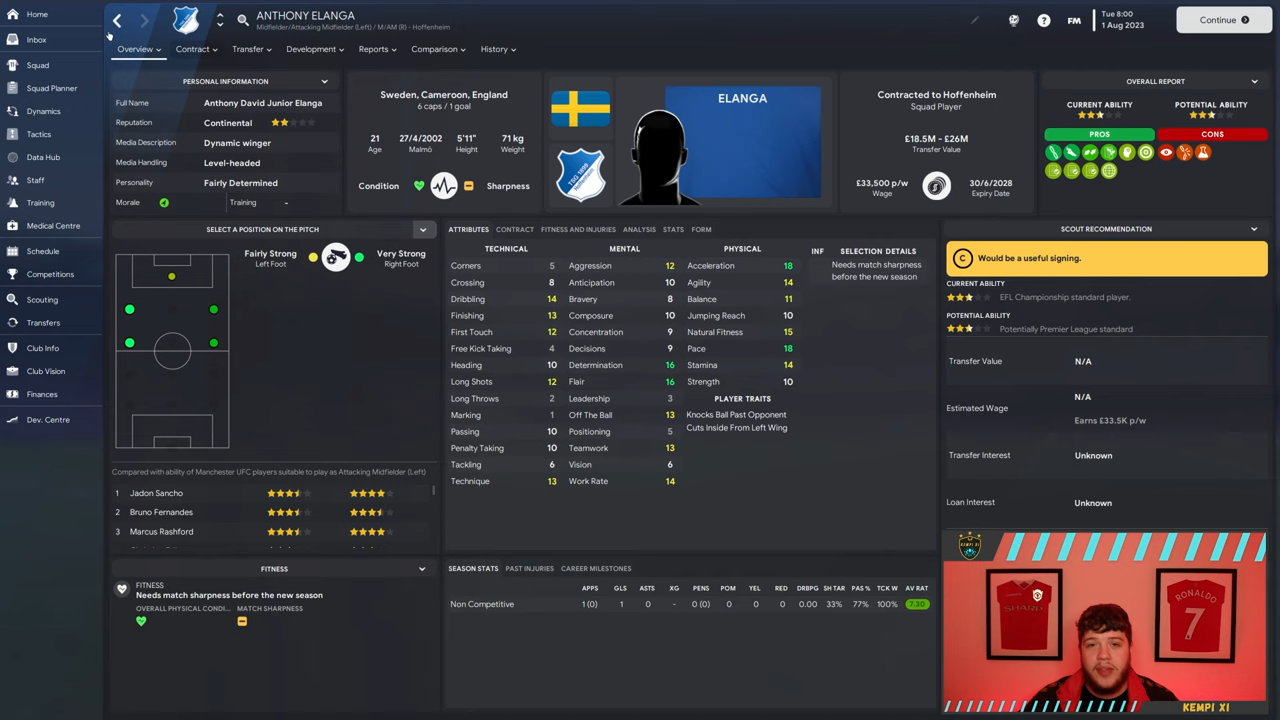 Home
Inbox
Squad
Squad Planner
Dynamics
Tactics
Data Hub
Staff
Training
Medical Centre
Schedule
Competitions
Scouting
Transfers
Club Info
Club Vision
Finances
Dev. Centre
ANTHONY ELANGA
Midfielder/Attacking Midfielder (Left) / M/AM (R) - Hoffenheim
FM
Tue 8:00
1 Aug 2023
Continue
Overview
Contract
Transfer
Development
Reports
Comparison
History
PERSONAL INFORMATION
Full Name Anthony David Junior Elanga
Reputation Continental
Media Description Dynamic winger
Media Handling Level-headed
Personality Fairly Determined
Morale Training -
Sweden, Cameroon, England
6 caps / 1 goal
21 27/4/2002 5'11" 71 kg
Age Malmö Height Weight
Condition Sharpness
ELANGA
TSG 1899
Hoffenheim
Contracted to Hoffenheim
Squad Player
£18.5M - £26M
Transfer Value
£33,500 p/w 30/6/2028
Wage Expiry Date
OVERALL REPORT
CURRENT ABILITY POTENTIAL ABILITY
PROS CONS
SELECT A POSITION ON THE PITCH
Fairly Strong Very Strong
Left Foot Right Foot
Compared with ability of Manchester UFC players suitable to play as Attacking Midfielder (Left)
1 Jadon Sancho
2 Bruno Fernandes
3 Marcus Rashford
FITNESS
FITNESS
Needs match sharpness before the new season
OVERALL PHYSICAL CONDI... MATCH SHARPNESS
ATTRIBUTES CONTRACT FITNESS AND INJURIES ANALYSIS STATS FORM
TECHNICAL MENTAL PHYSICAL
Corners 5 Aggression 12 Acceleration 18
Crossing 8 Anticipation 10 Agility 14
Dribbling 14 Bravery 8 Balance 11
Finishing 13 Composure 10 Jumping Reach 10
First Touch 12 Concentration 9 Natural Fitness 15
Free Kick Taking 4 Decisions 9 Pace 18
Heading 10 Determination 16 Stamina 14
Long Shots 12 Flair 16 Strength 10
Long Throws 2 Leadership 3 PLAYER TRAITS
Marking 1 Off The Ball 13 Knocks Ball Past Opponent
Passing 10 Positioning 5 Cuts Inside From Left Wing
Penalty Taking 10 Teamwork 13
Tackling 6 Vision 6
Technique 13 Work Rate 14
INF SELECTION DETAILS
Needs match sharpness
before the new season
SEASON STATS PAST INJURIES CAREER MILESTONES
APPS GLS ASTS XG PENS POM YEL RED DRBPG SH TAR PAS % TCK W AV RAT
Non Competitive 1 (0) 1 0 - 0 (0) 0 0 0 0.00 33% 77% 100% 7.30
SCOUT RECOMMENDATION
C Would be a useful signing.
CURRENT ABILITY
EFL Championship standard player.
POTENTIAL ABILITY
Potentially Premier League standard
Transfer Value N/A
Estimated Wage N/A
Earns £33.5K p/w
Transfer Interest Unknown
Loan Interest Unknown
KEMPI XI
SHARP
RONALDO
7
KEMPI XI